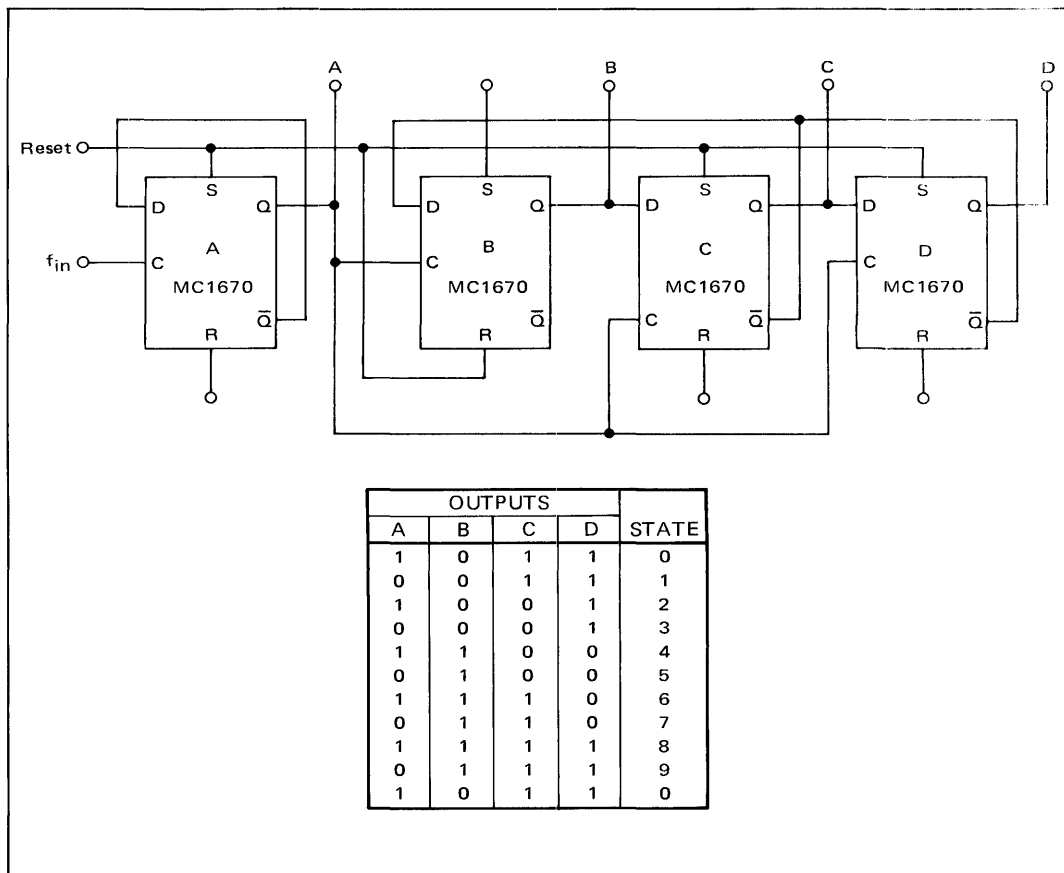 A B C D
Reset
S S S S
D Q D Q D Q D Q
A B C D
f_in C C C C
MC1670 MC1670 MC1670 MC1670
Q̅ Q̅ Q̅ Q̅
R R R R
OUTPUTS
A B C D STATE
1 0 1 1 0
0 0 1 1 1
1 0 0 1 2
0 0 0 1 3
1 1 0 0 4
0 1 0 0 5
1 1 1 0 6
0 1 1 0 7
1 1 1 1 8
0 1 1 1 9
1 0 1 1 0